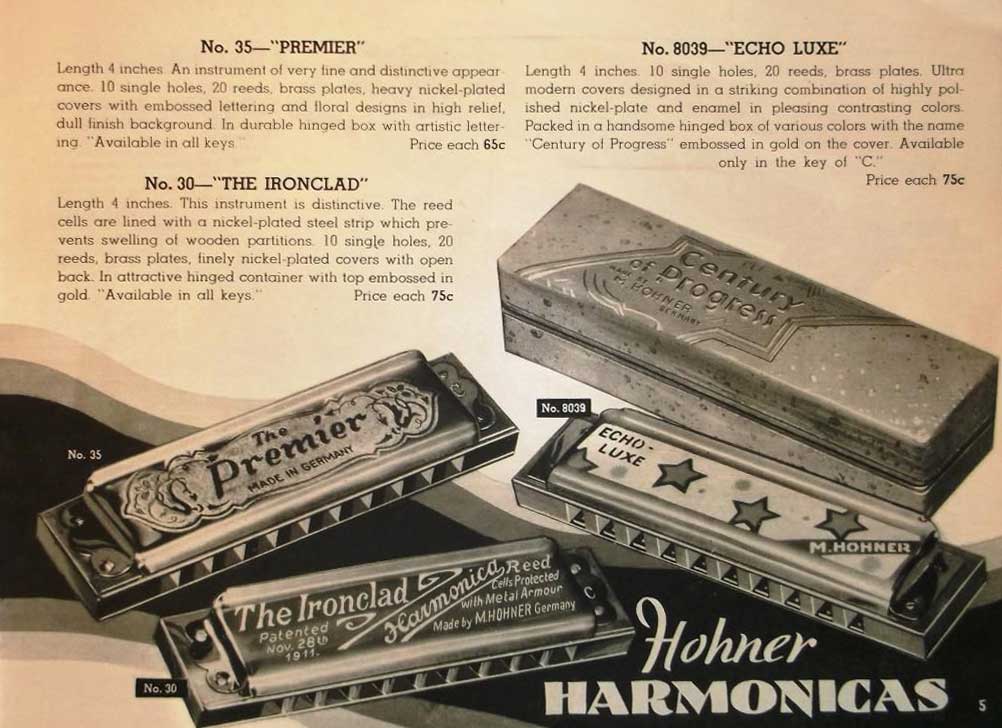 No. 35—"PREMIER"
Length 4 inches. An instrument of very fine and distinctive appear-
ance. 10 single holes, 20 reeds, brass plates, heavy nickel-plated
covers with embossed lettering and floral designs in high relief,
dull finish background. In durable hinged box with artistic letter-
ing. "Available in all keys."
Price each 65c
No. 30—"THE IRONCLAD"
Length 4 inches. This instrument is distinctive. The reed
cells are lined with a nickel-plated steel strip which pre-
vents swelling of wooden partitions. 10 single holes, 20
reeds, brass plates, finely nickel-plated covers with open
back. In attractive hinged container with top embossed in
gold. "Available in all keys."
Price each 75c
No. 8039—"ECHO LUXE"
Length 4 inches. 10 single holes, 20 reeds, brass plates. Ultra
modern covers designed in a striking combination of highly pol-
ished nickel-plate and enamel in pleasing contrasting colors.
Packed in a handsome hinged box of various colors with the name
"Century of Progress" embossed in gold on the cover. Available
only in the key of "C."
Price each 75c
Century
of Progress
MADE BY
M. HOHNER
GERMANY
No. 8039
ECHO-
LUXE
M. HOHNER
No. 35
The
Premier
MADE IN GERMANY
The Ironclad
Patented
Nov. 28th
1911.
Harmonica
Reed
Cells Protected
with Metal Armour
Made by M. HOHNER Germany
C
No. 30
Hohner
HARMONICAS
5